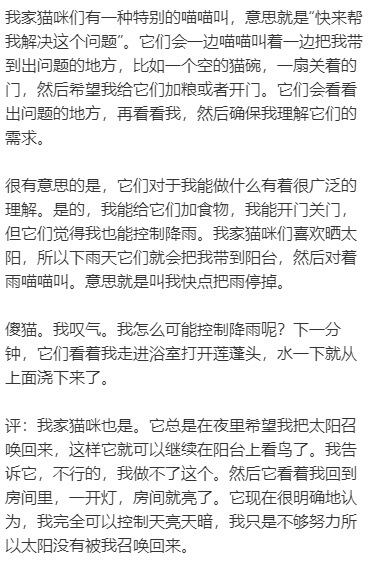 我家猫咪们有一种特别的喵喵叫，意思就是“快来帮
我解决这个问题”。它们会一边喵喵叫着一边把我带
到出问题的地方，比如一个空的猫碗，一扇关着的
门，然后希望我给它们加粮或者开门。它们会看看
出问题的地方，再看看我，然后确保我理解它们的
需求。
很有意思的是，它们对于我能做什么有着很广泛的
理解。是的，我能给它们加食物，我能开门关门，
但它们觉得我也能控制降雨。我家猫咪们喜欢晒太
阳，所以下雨天它们就会把我带到阳台，然后对着
雨喵喵叫。意思就是叫我快点把雨停掉。
傻猫。我叹气。我怎么可能控制降雨呢？下一分
钟，它们看着我走进浴室打开莲蓬头，水一下就从
上面浇下来了。
评：我家猫咪也是。它总是在夜里希望我把太阳召
唤回来，这样它就可以继续在阳台上看鸟了。我告
诉它，不行的，我做不了这个。然后它看着我回到
房间里，一开灯，房间就亮了。它现在很明确地认
为，我完全可以控制天亮天暗，我只是不够努力所
以太阳没有被我召唤回来。